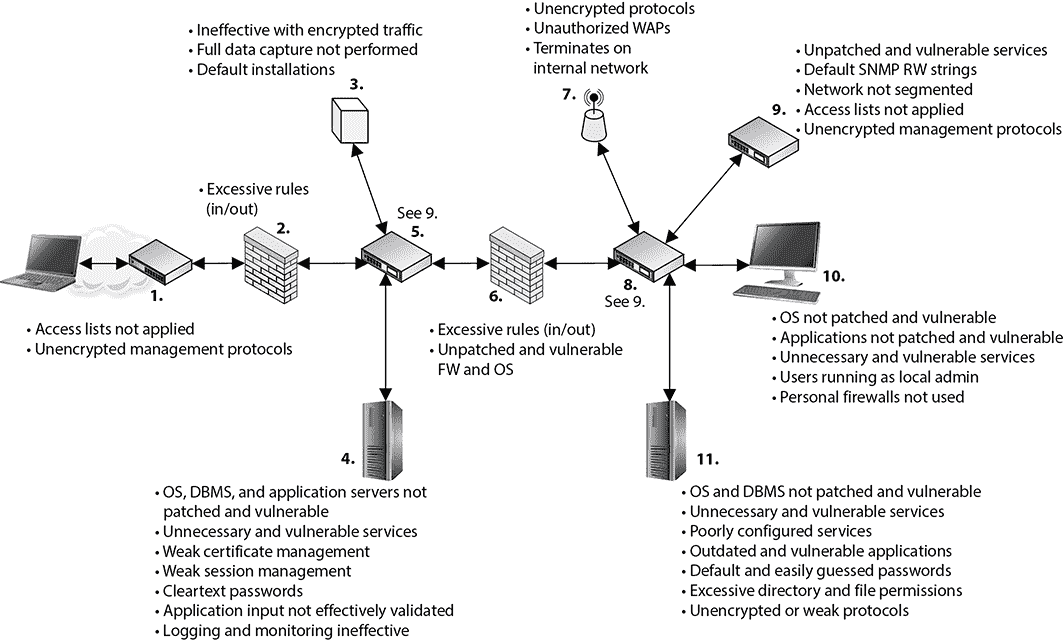 • Ineffective with encrypted traffic
• Full data capture not performed
• Default installations
3.
• Unencrypted protocols
• Unauthorized WAPs
• Terminates on
internal network
7.
• Unpatched and vulnerable services
• Default SNMP RW strings
• Network not segmented
9.
• Access lists not applied
• Unencrypted management protocols
• Excessive rules
(in/out)
2.
See 9.
5.
1.
• Access lists not applied
• Unencrypted management protocols
6.
• Excessive rules (in/out)
• Unpatched and vulnerable
FW and OS
8.
See 9.
10.
• OS not patched and vulnerable
• Applications not patched and vulnerable
• Unnecessary and vulnerable services
• Users running as local admin
• Personal firewalls not used
4.
• OS, DBMS, and application servers not
patched and vulnerable
• Unnecessary and vulnerable services
• Weak certificate management
• Weak session management
• Cleartext passwords
• Application input not effectively validated
• Logging and monitoring ineffective
11.
• OS and DBMS not patched and vulnerable
• Unnecessary and vulnerable services
• Poorly configured services
• Outdated and vulnerable applications
• Default and easily guessed passwords
• Excessive directory and file permissions
• Unencrypted or weak protocols